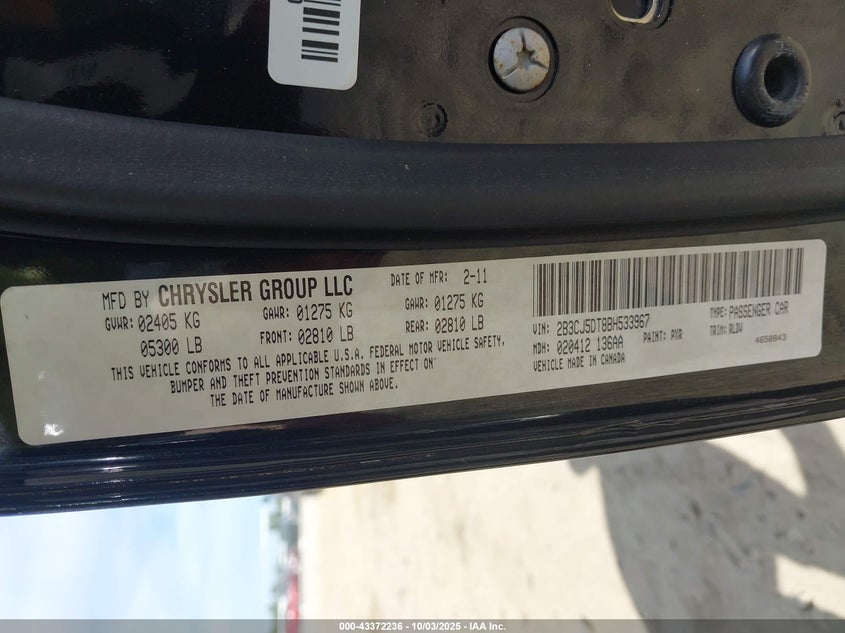 MFD BY CHRYSLER GROUP LLC
DATE OF MFR: 2-11
GVWR: 02405 KG
GAWR: 01275 KG
GAWR: 01275 KG
05300 LB
FRONT: 02810 LB
REAR: 02810 LB
THIS VEHICLE CONFORMS TO ALL APPLICABLE U.S.A. FEDERAL MOTOR VEHICLE SAFETY,
BUMPER AND THEFT PREVENTION STANDARDS IN EFFECT ON
THE DATE OF MANUFACTURE SHOWN ABOVE.
VIN: 2B3CJ5DT8BH533967
TYPE: PASSENGER CAR
MDH: 020412 136AA
PAINT: PXR
TRIM: RLDV
VEHICLE MADE IN CANADA
4658843
000-43372236 - 10/03/2025 - IAA Inc.